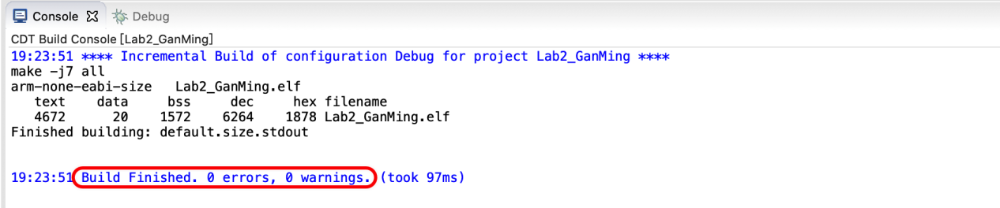 Console Debug
CDT Build Console [Lab2_GanMing]
19:23:51 **** Incremental Build of configuration Debug for project Lab2_GanMing ****
make -j7 all
arm-none-eabi-size   Lab2_GanMing.elf
   text    data     bss     dec     hex filename
   4672      20    1572    6264    1878 Lab2_GanMing.elf
Finished building: default.size.stdout
19:23:51 Build Finished. 0 errors, 0 warnings. (took 97ms)